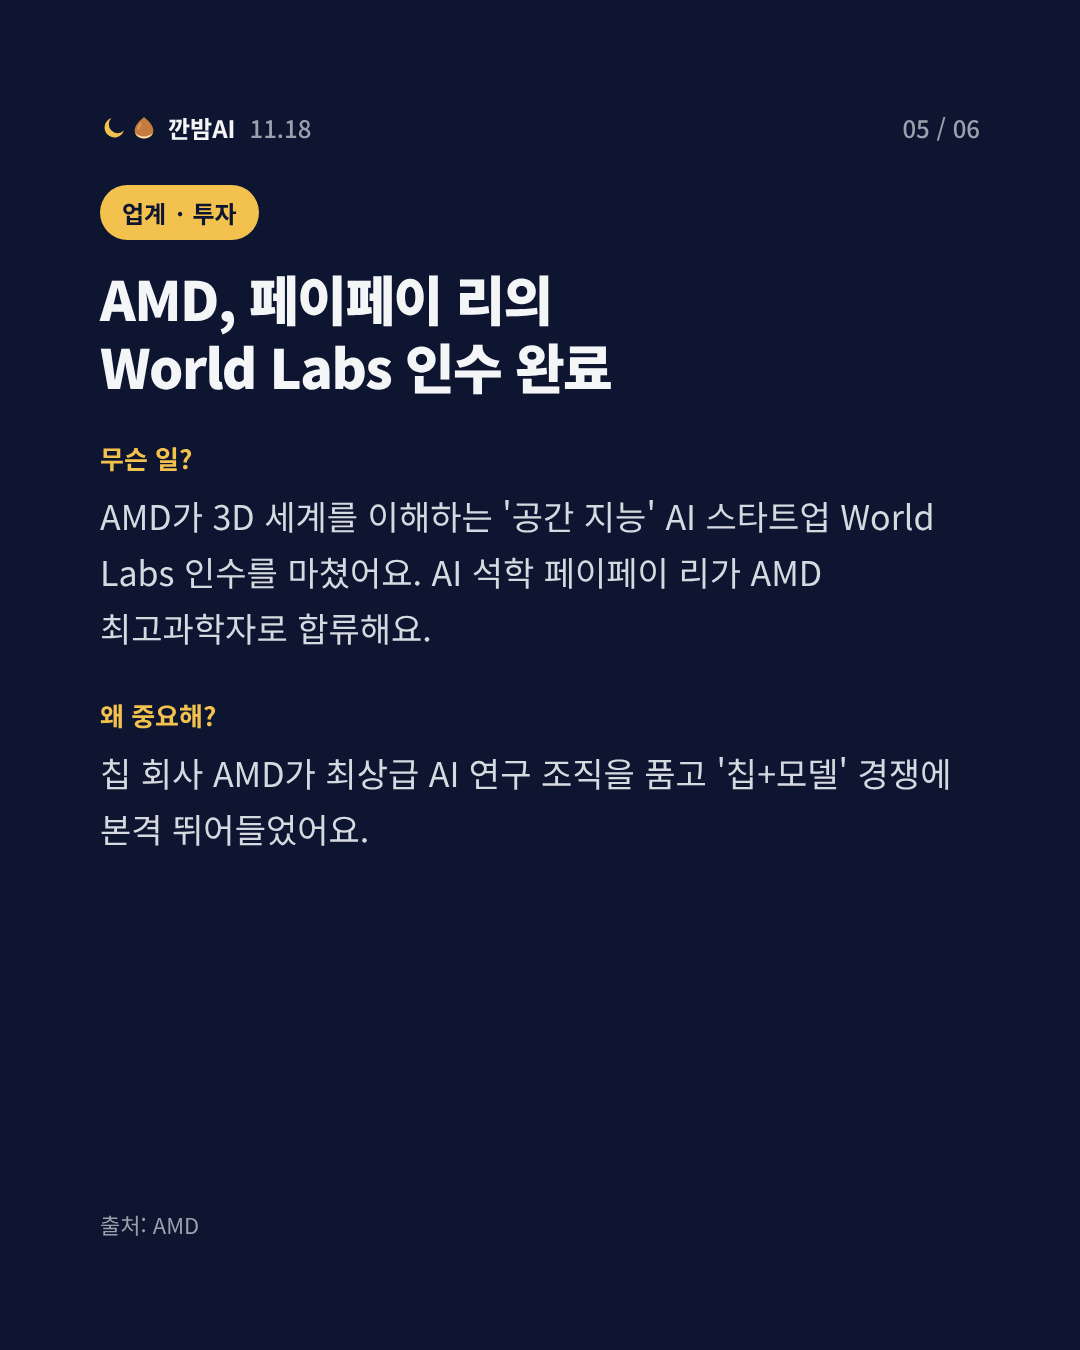 깐밤AI 11.18
05 / 06
업계 · 투자
AMD, 페이페이 리의
World Labs 인수 완료
무슨 일?
AMD가 3D 세계를 이해하는 '공간 지능' AI 스타트업 World
Labs 인수를 마쳤어요. AI 석학 페이페이 리가 AMD
최고과학자로 합류해요.
왜 중요해?
칩 회사 AMD가 최상급 AI 연구 조직을 품고 '칩+모델' 경쟁에
본격 뛰어들었어요.
출처: AMD